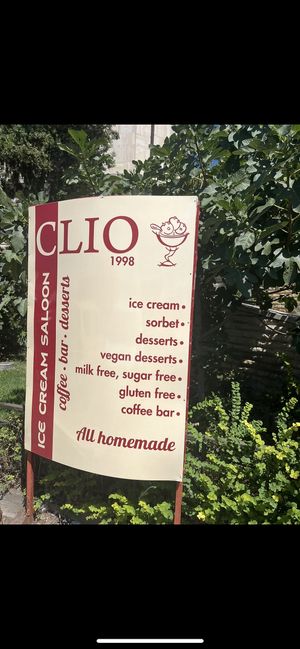 CLIO
1998
ICE CREAM SALOON
coffee • bar • desserts
ice cream •
sorbet •
desserts •
vegan desserts •
milk free, sugar free •
gluten free •
coffee bar •
All homemade